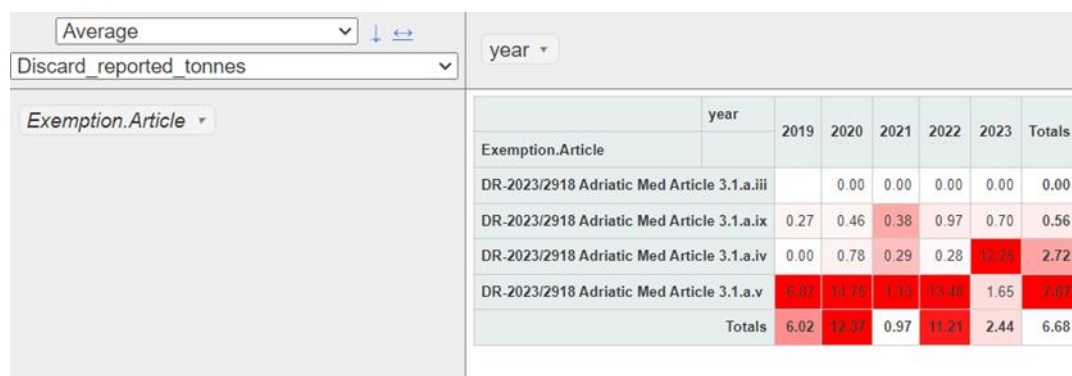 Average
Discard_reported_tonnes
year
Exemption.Article
year 2019 2020 2021 2022 2023 Totals
Exemption.Article
DR-2023/2918 Adriatic Med Article 3.1.a.iii 0.00 0.00 0.00 0.00 0.00
DR-2023/2918 Adriatic Med Article 3.1.a.ix 0.27 0.46 0.38 0.97 0.70 0.56
DR-2023/2918 Adriatic Med Article 3.1.a.iv 0.00 0.78 0.29 0.28 2.72
DR-2023/2918 Adriatic Med Article 3.1.a.v 14.75 1.13 13.48 1.65 7.67
Totals 6.02 12.37 0.97 11.21 2.44 6.68